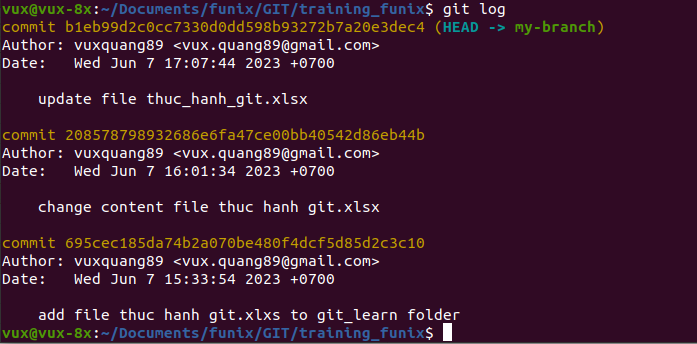 vux@vux-8x:~/Documents/funix/GIT/training_funix$ git log
commit b1eb99d2c0cc7330d0dd598b93272b7a20e3dec4 (HEAD -> my-branch)
Author: vuxquang89 <vux.quang89@gmail.com>
Date:   Wed Jun 7 17:07:44 2023 +0700
    update file thuc_hanh_git.xlsx
commit 208578798932686e6fa47ce00bb40542d86eb44b
Author: vuxquang89 <vux.quang89@gmail.com>
Date:   Wed Jun 7 16:01:34 2023 +0700
    change content file thuc hanh git.xlsx
commit 695cec185da74b2a070be480f4dcf5d85d2c3c10
Author: vuxquang89 <vux.quang89@gmail.com>
Date:   Wed Jun 7 15:33:54 2023 +0700
    add file thuc hanh git.xlxs to git_learn folder
vux@vux-8x:~/Documents/funix/GIT/training_funix$